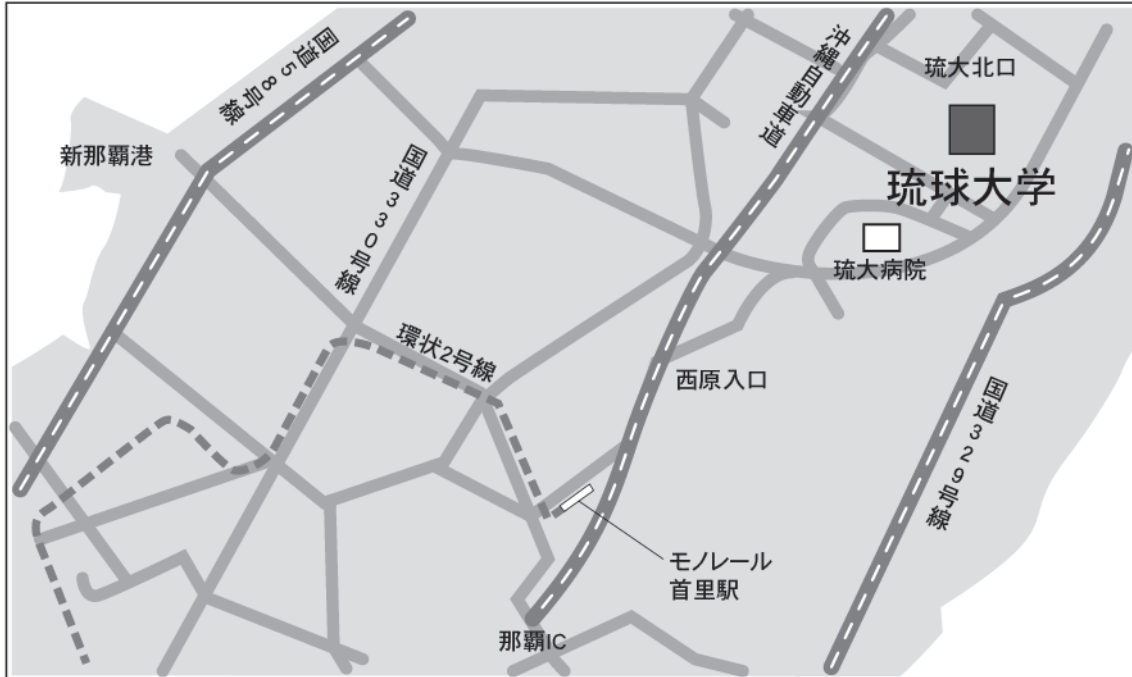 国道58号線
沖縄自動車道
琉大北口
新那覇港
国道330号線
琉球大学
琉大病院
環状2号線
西原入口
国道329号線
モノレール
首里駅
那覇IC